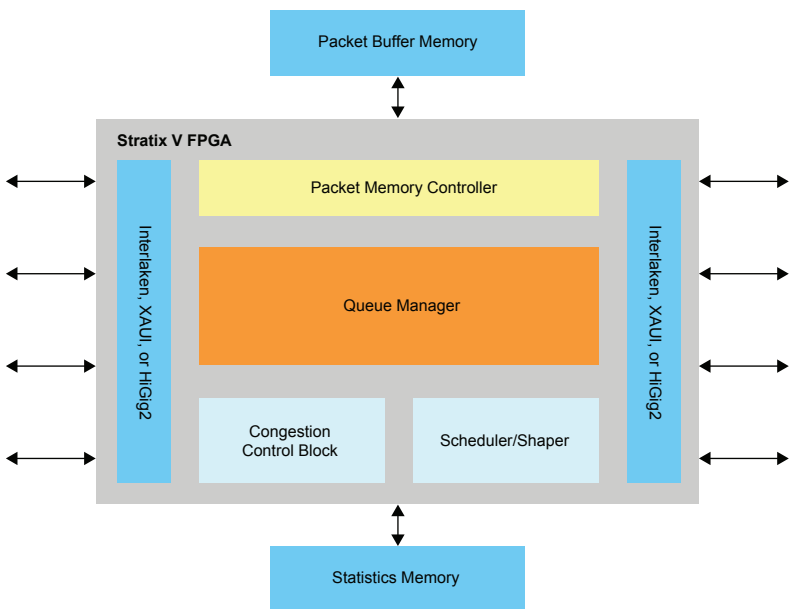 Packet Buffer Memory
Stratix V FPGA
Packet Memory Controller
Interlaken, XAUI, or HiGig2
Interlaken, XAUI, or HiGig2
Queue Manager
Congestion
Control Block
Scheduler/Shaper
Statistics Memory